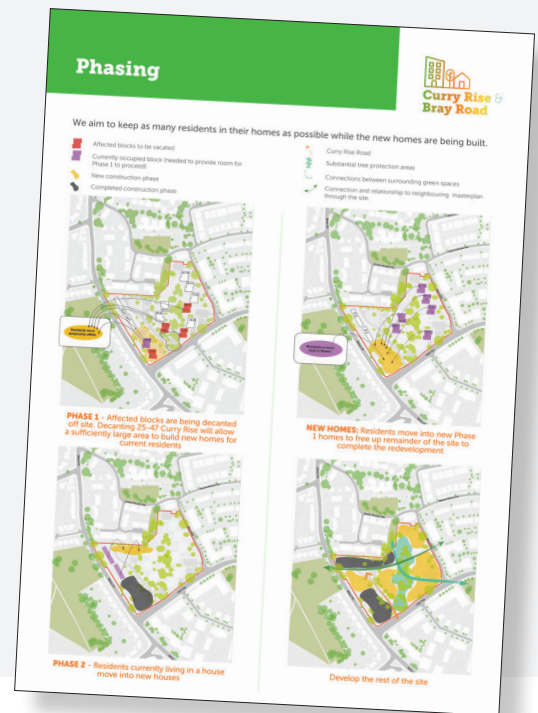 Phasing
Curry Rise &
Bray Road
We aim to keep as many residents in their homes as possible while the new homes are being built.
Affected blocks to be vacated
Currently occupied block (needed to provide room for
Phase 1 to proceed)
New construction phase
Completed construction phase
Curry Rise Road
Substantial tree protection areas
Connections between surrounding green spaces
Connection and relationship to neighbouring masterplan
through the site.
PHASE 1 - Affected blocks are being decanted
off site. Decanting 25-47 Curry Rise will allow
a sufficiently large area to build new homes for
current residents
NEW HOMES: Residents move into new Phase
1 homes to free up remainder of the site to
complete the redevelopment
PHASE 2 - Residents currently living in a house
move into new houses
Develop the rest of the site